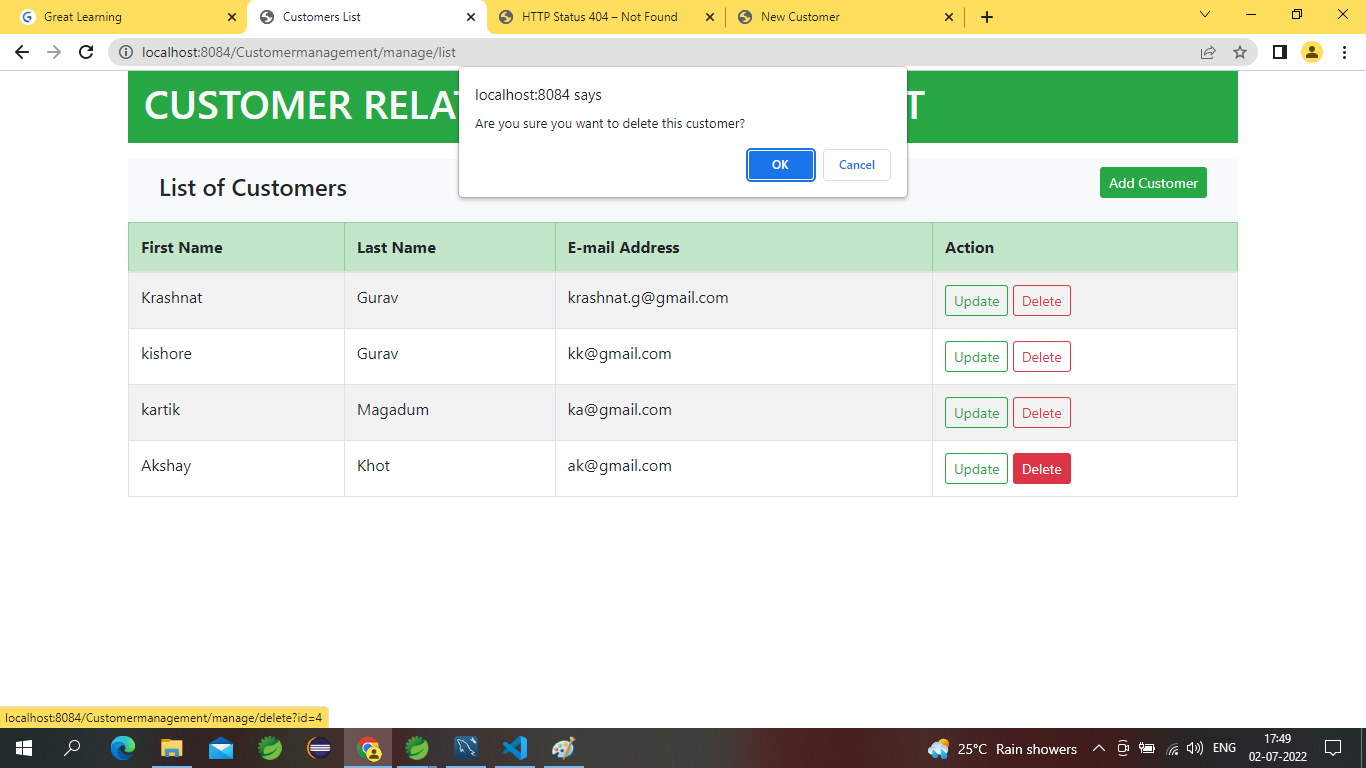 Great Learning
Customers List
HTTP Status 404 – Not Found
New Customer
localhost:8084/Customermanagement/manage/list
CUSTOMER RELAT T
localhost:8084 says
Are you sure you want to delete this customer?
OK Cancel
List of Customers
Add Customer
First Name Last Name E-mail Address Action
Krashnat Gurav krashnat.g@gmail.com Update Delete
kishore Gurav kk@gmail.com Update Delete
kartik Magadum ka@gmail.com Update Delete
Akshay Khot ak@gmail.com Update Delete
localhost:8084/Customermanagement/manage/delete?id=4
25°C Rain showers
ENG
17:49
02-07-2022